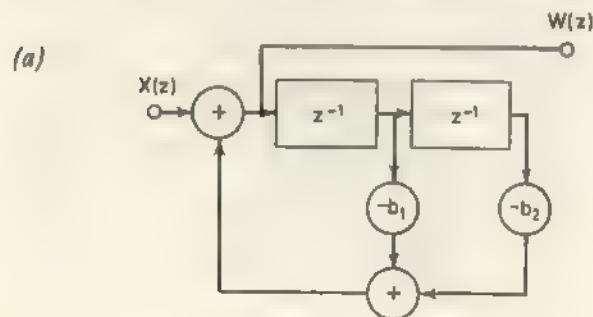 W(z)
(a)
X(z)
+
z⁻¹
z⁻¹
-b₁
-b₂
+